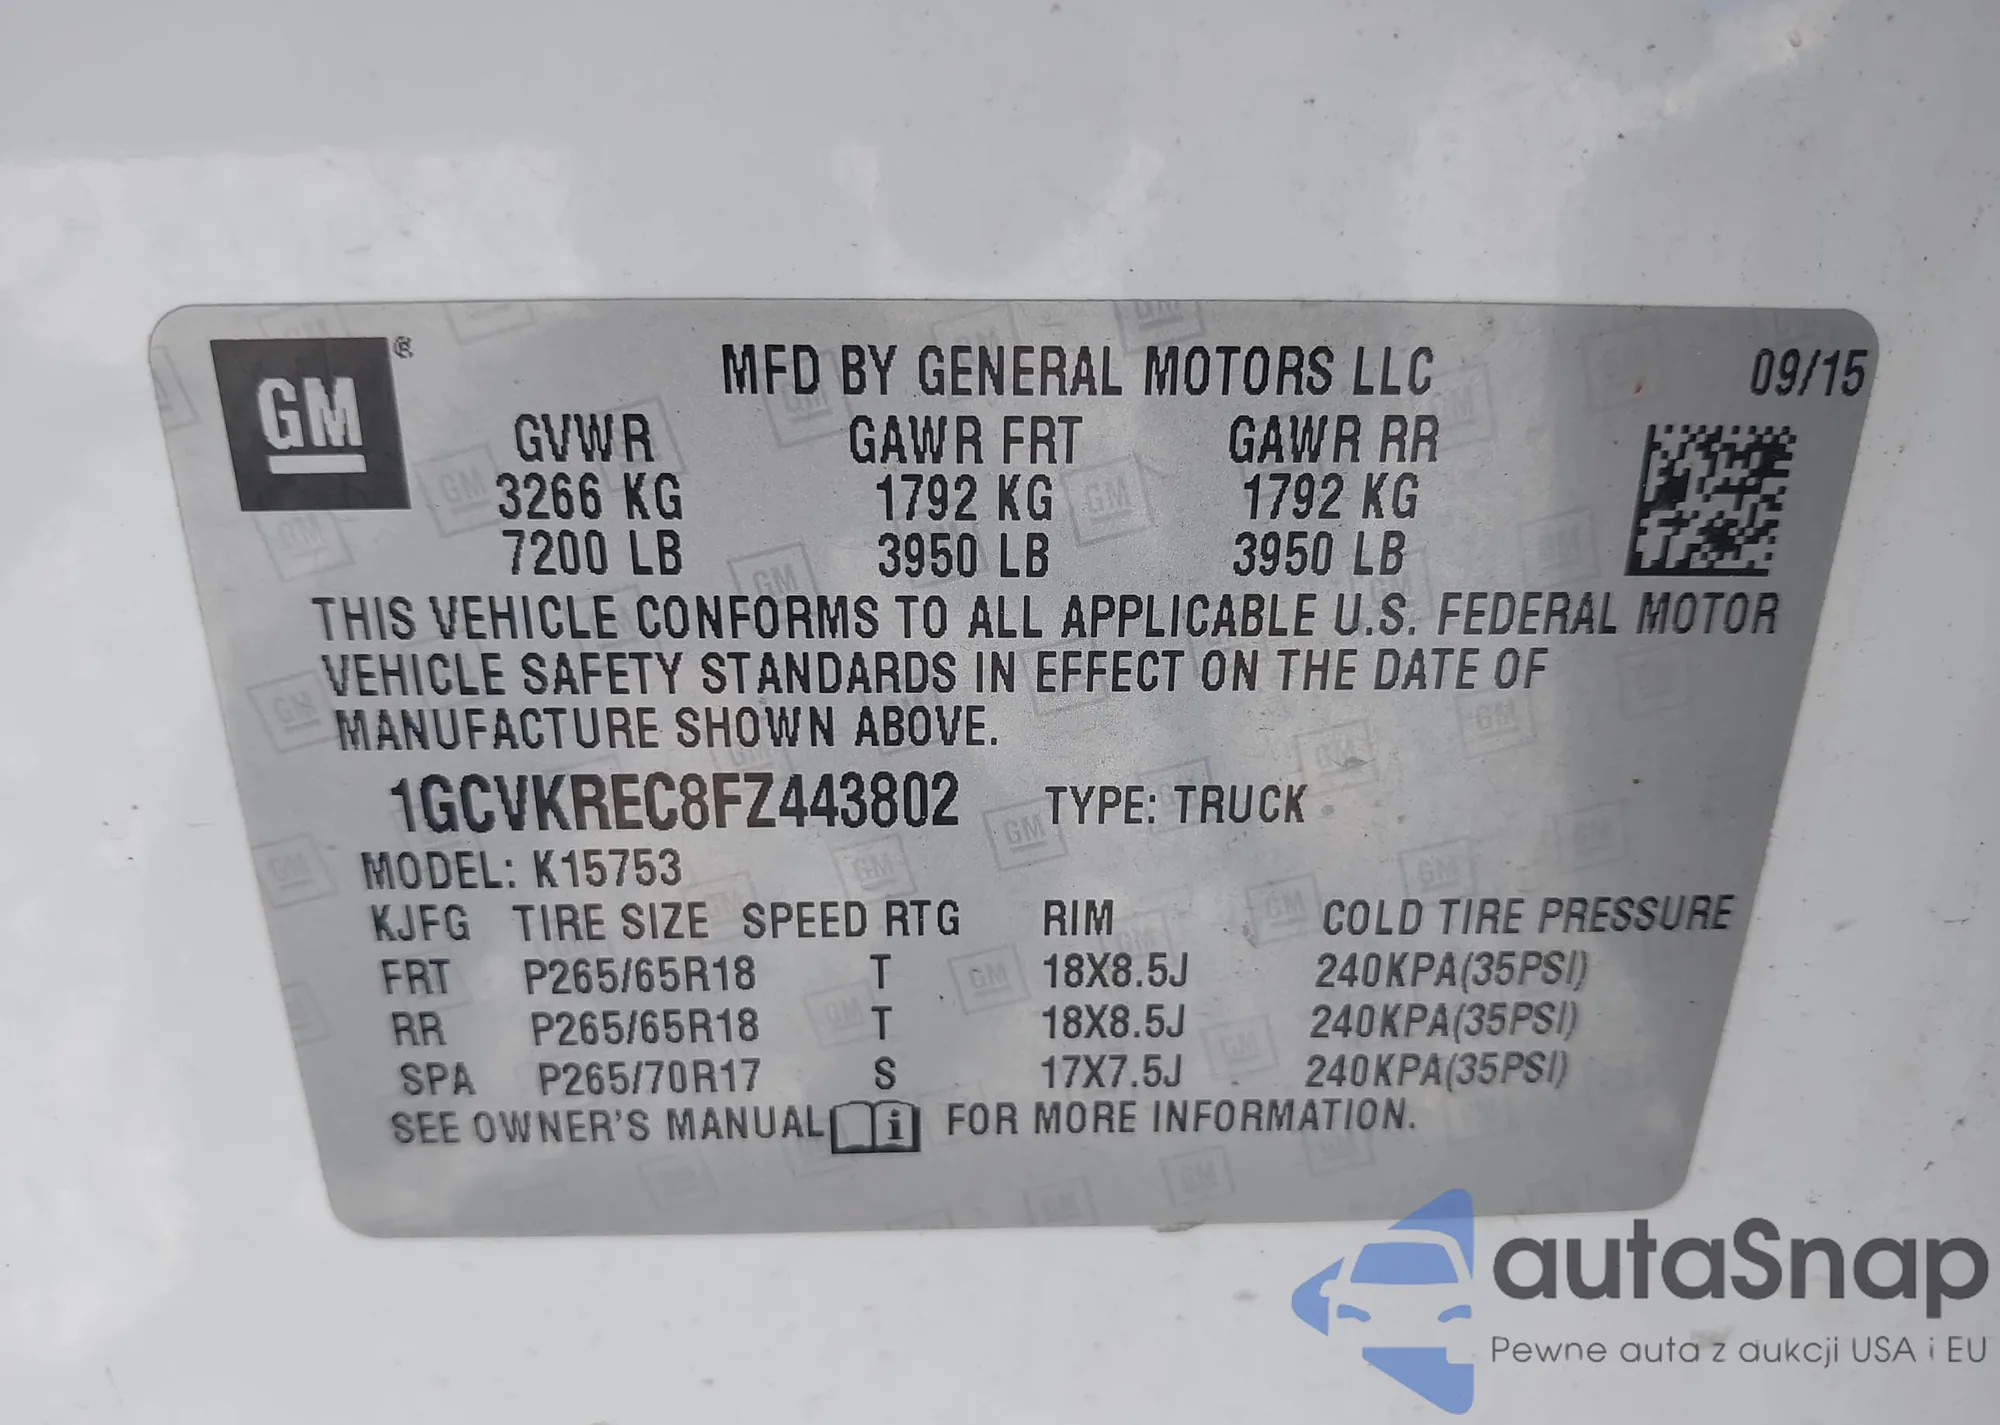 GM®
MFD BY GENERAL MOTORS LLC 09/15
GVWR GAWR FRT GAWR RR
3266 KG 1792 KG 1792 KG
7200 LB 3950 LB 3950 LB
THIS VEHICLE CONFORMS TO ALL APPLICABLE U.S. FEDERAL MOTOR
VEHICLE SAFETY STANDARDS IN EFFECT ON THE DATE OF
MANUFACTURE SHOWN ABOVE.
1GCVKREC8FZ443802 TYPE: TRUCK
MODEL: K15753
KJFG TIRE SIZE SPEED RTG RIM COLD TIRE PRESSURE
FRT P265/65R18 T 18X8.5J 240KPA(35PSI)
RR P265/65R18 T 18X8.5J 240KPA(35PSI)
SPA P265/70R17 S 17X7.5J 240KPA(35PSI)
SEE OWNER'S MANUAL i FOR MORE INFORMATION.
autaSnap
Pewne auta z aukcji USA i EU